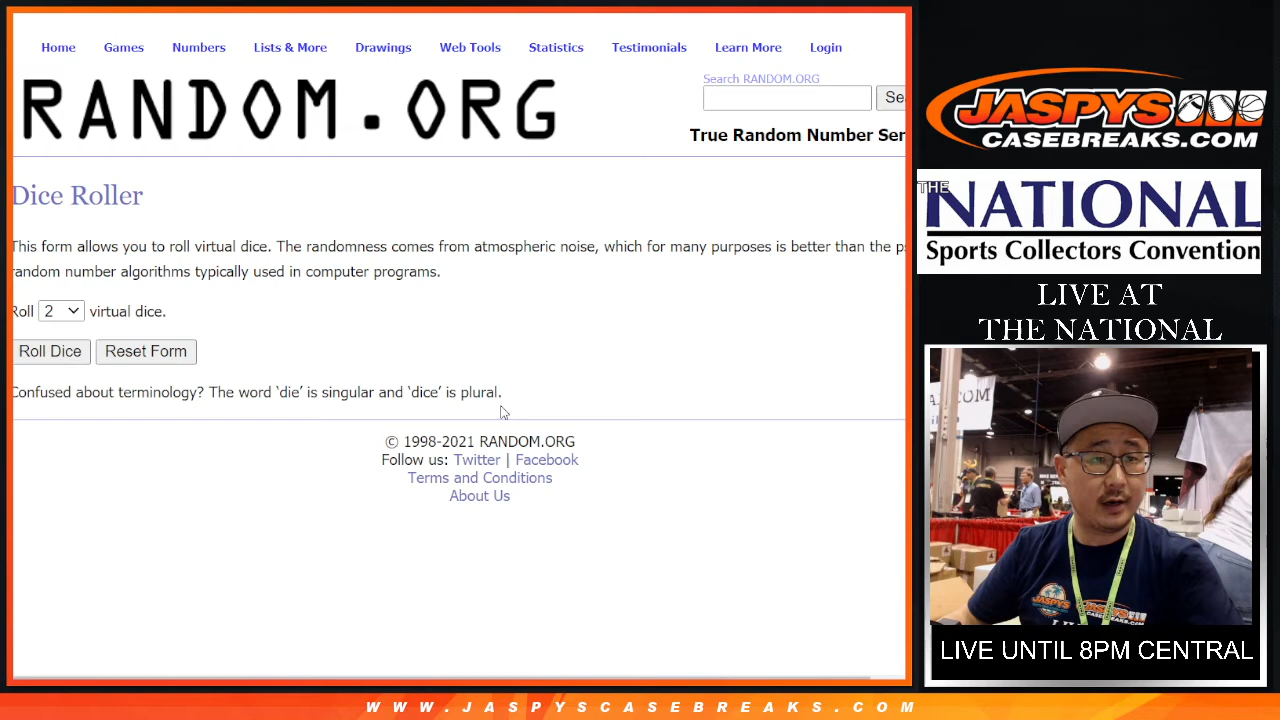 Home Games Numbers Lists & More Drawings Web Tools Statistics Testimonials Learn More Login
RANDOM.ORG
Search RANDOM.ORG
Sea
True Random Number Ser
Dice Roller
This form allows you to roll virtual dice. The randomness comes from atmospheric noise, which for many purposes is better than the ps
random number algorithms typically used in computer programs.
Roll 2 virtual dice.
Roll Dice Reset Form
Confused about terminology? The word ‘die’ is singular and ‘dice’ is plural.
© 1998-2021 RANDOM.ORG
Follow us: Twitter | Facebook
Terms and Conditions
About Us
JASPYS
CASEBREAKS.COM
THE
NATIONAL
Sports Collectors Convention
LIVE AT
THE NATIONAL
JASPYS
CASEBREAKS.COM
LIVE UNTIL 8PM CENTRAL
WWW.JASPYSCASEBREAKS.COM